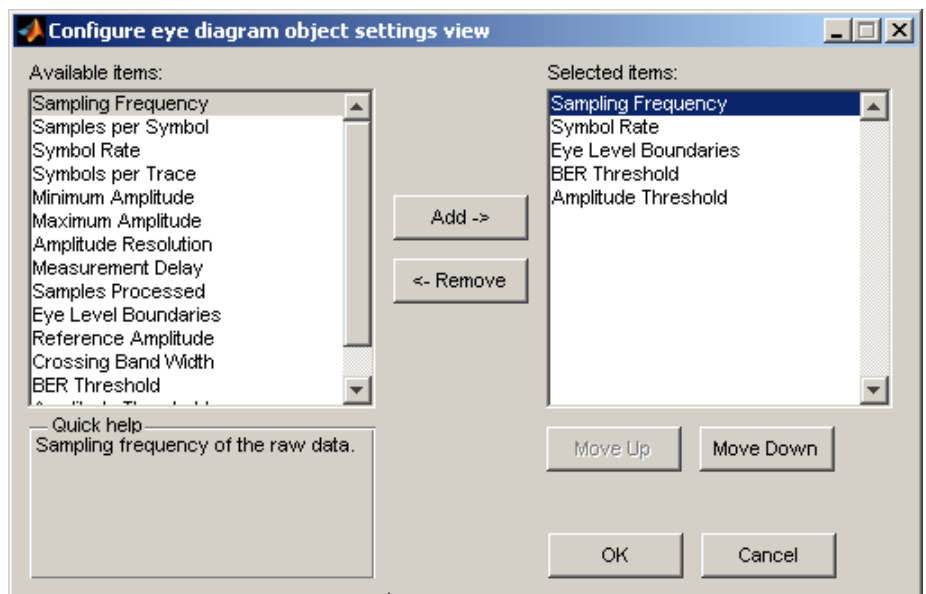 Configure eye diagram object settings view
Available items:
Sampling Frequency
Samples per Symbol
Symbol Rate
Symbols per Trace
Minimum Amplitude
Maximum Amplitude
Amplitude Resolution
Measurement Delay
Samples Processed
Eye Level Boundaries
Reference Amplitude
Crossing Band Width
BER Threshold
Add ->
<- Remove
Selected items:
Sampling Frequency
Symbol Rate
Eye Level Boundaries
BER Threshold
Amplitude Threshold
Quick help
Sampling frequency of the raw data.
Move Up
Move Down
OK
Cancel